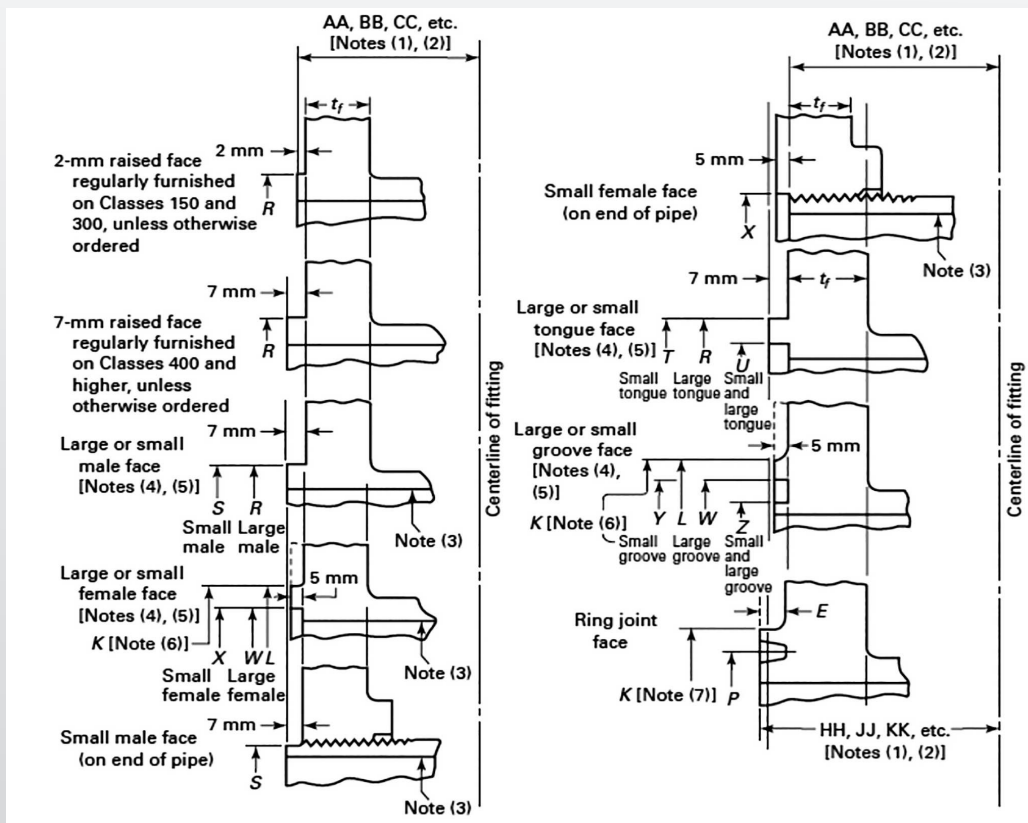 AA, BB, CC, etc.
[Notes (1), (2)]
tf
2 mm
2-mm raised face
regularly furnished
on Classes 150 and
300, unless otherwise
ordered
R
7 mm
7-mm raised face
regularly furnished
on Classes 400 and
higher, unless
otherwise ordered
R
7 mm
Large or small
male face
[Notes (4), (5)]
S R
Small Large
male male
Note (3)
Large or small
female face
[Notes (4), (5)]
5 mm
K [Note (6)]
X W L
Small Large
female female
Note (3)
7 mm
Small male face
(on end of pipe)
S
Note (3)
Centerline of fitting
AA, BB, CC, etc.
[Notes (1), (2)]
tf
5 mm
Small female face
(on end of pipe)
X
Note (3)
7 mm
tf
Large or small
tongue face
[Notes (4), (5)]
T R U
Small Large Small
tongue tongue and
large
tongue
Large or small
groove face
[Notes (4),
(5)]
5 mm
K [Note (6)]
Y L W Z
Small Large Small
groove groove and
large
groove
Ring joint
face
E
K [Note (7)]
P
HH, JJ, KK, etc.
[Notes (1), (2)]
Centerline of fitting